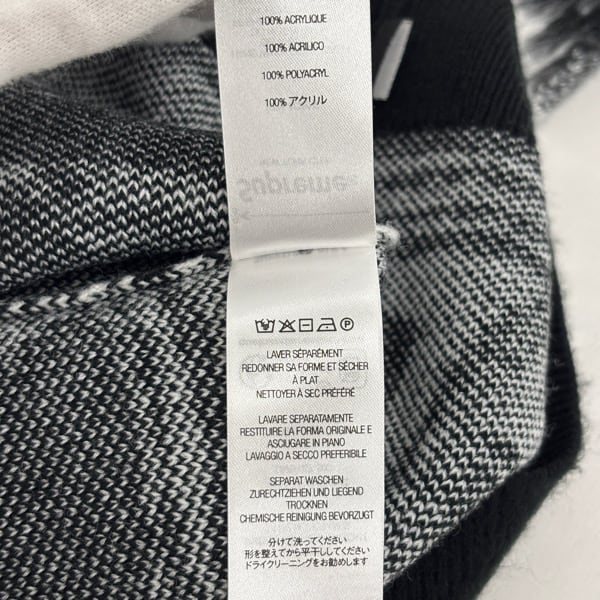 100% ACRYLIQUE
100% ACRILICO
100% POLYACRYL
100% アクリル
NEW YORK CITY
Supreme
LAVER SÉPARÉMENT
REDONNER SA FORME ET SÉCHER
À PLAT
NETTOYER À SEC PRÉFÉRÉ
LAVARE SEPARATAMENTE
RESTITUIRE LA FORMA ORIGINALE E
ASCIUGARE IN PIANO
LAVAGGIO A SECCO PREFERIBILE
SEPARAT WASCHEN
ZURECHTZIEHEN UND LIEGEND
TROCKNEN
CHEMISCHE REINIGUNG BEVORZUGT
分けて洗ってください
形を整えてから平干ししてください
ドライクリーニングをお勧めします